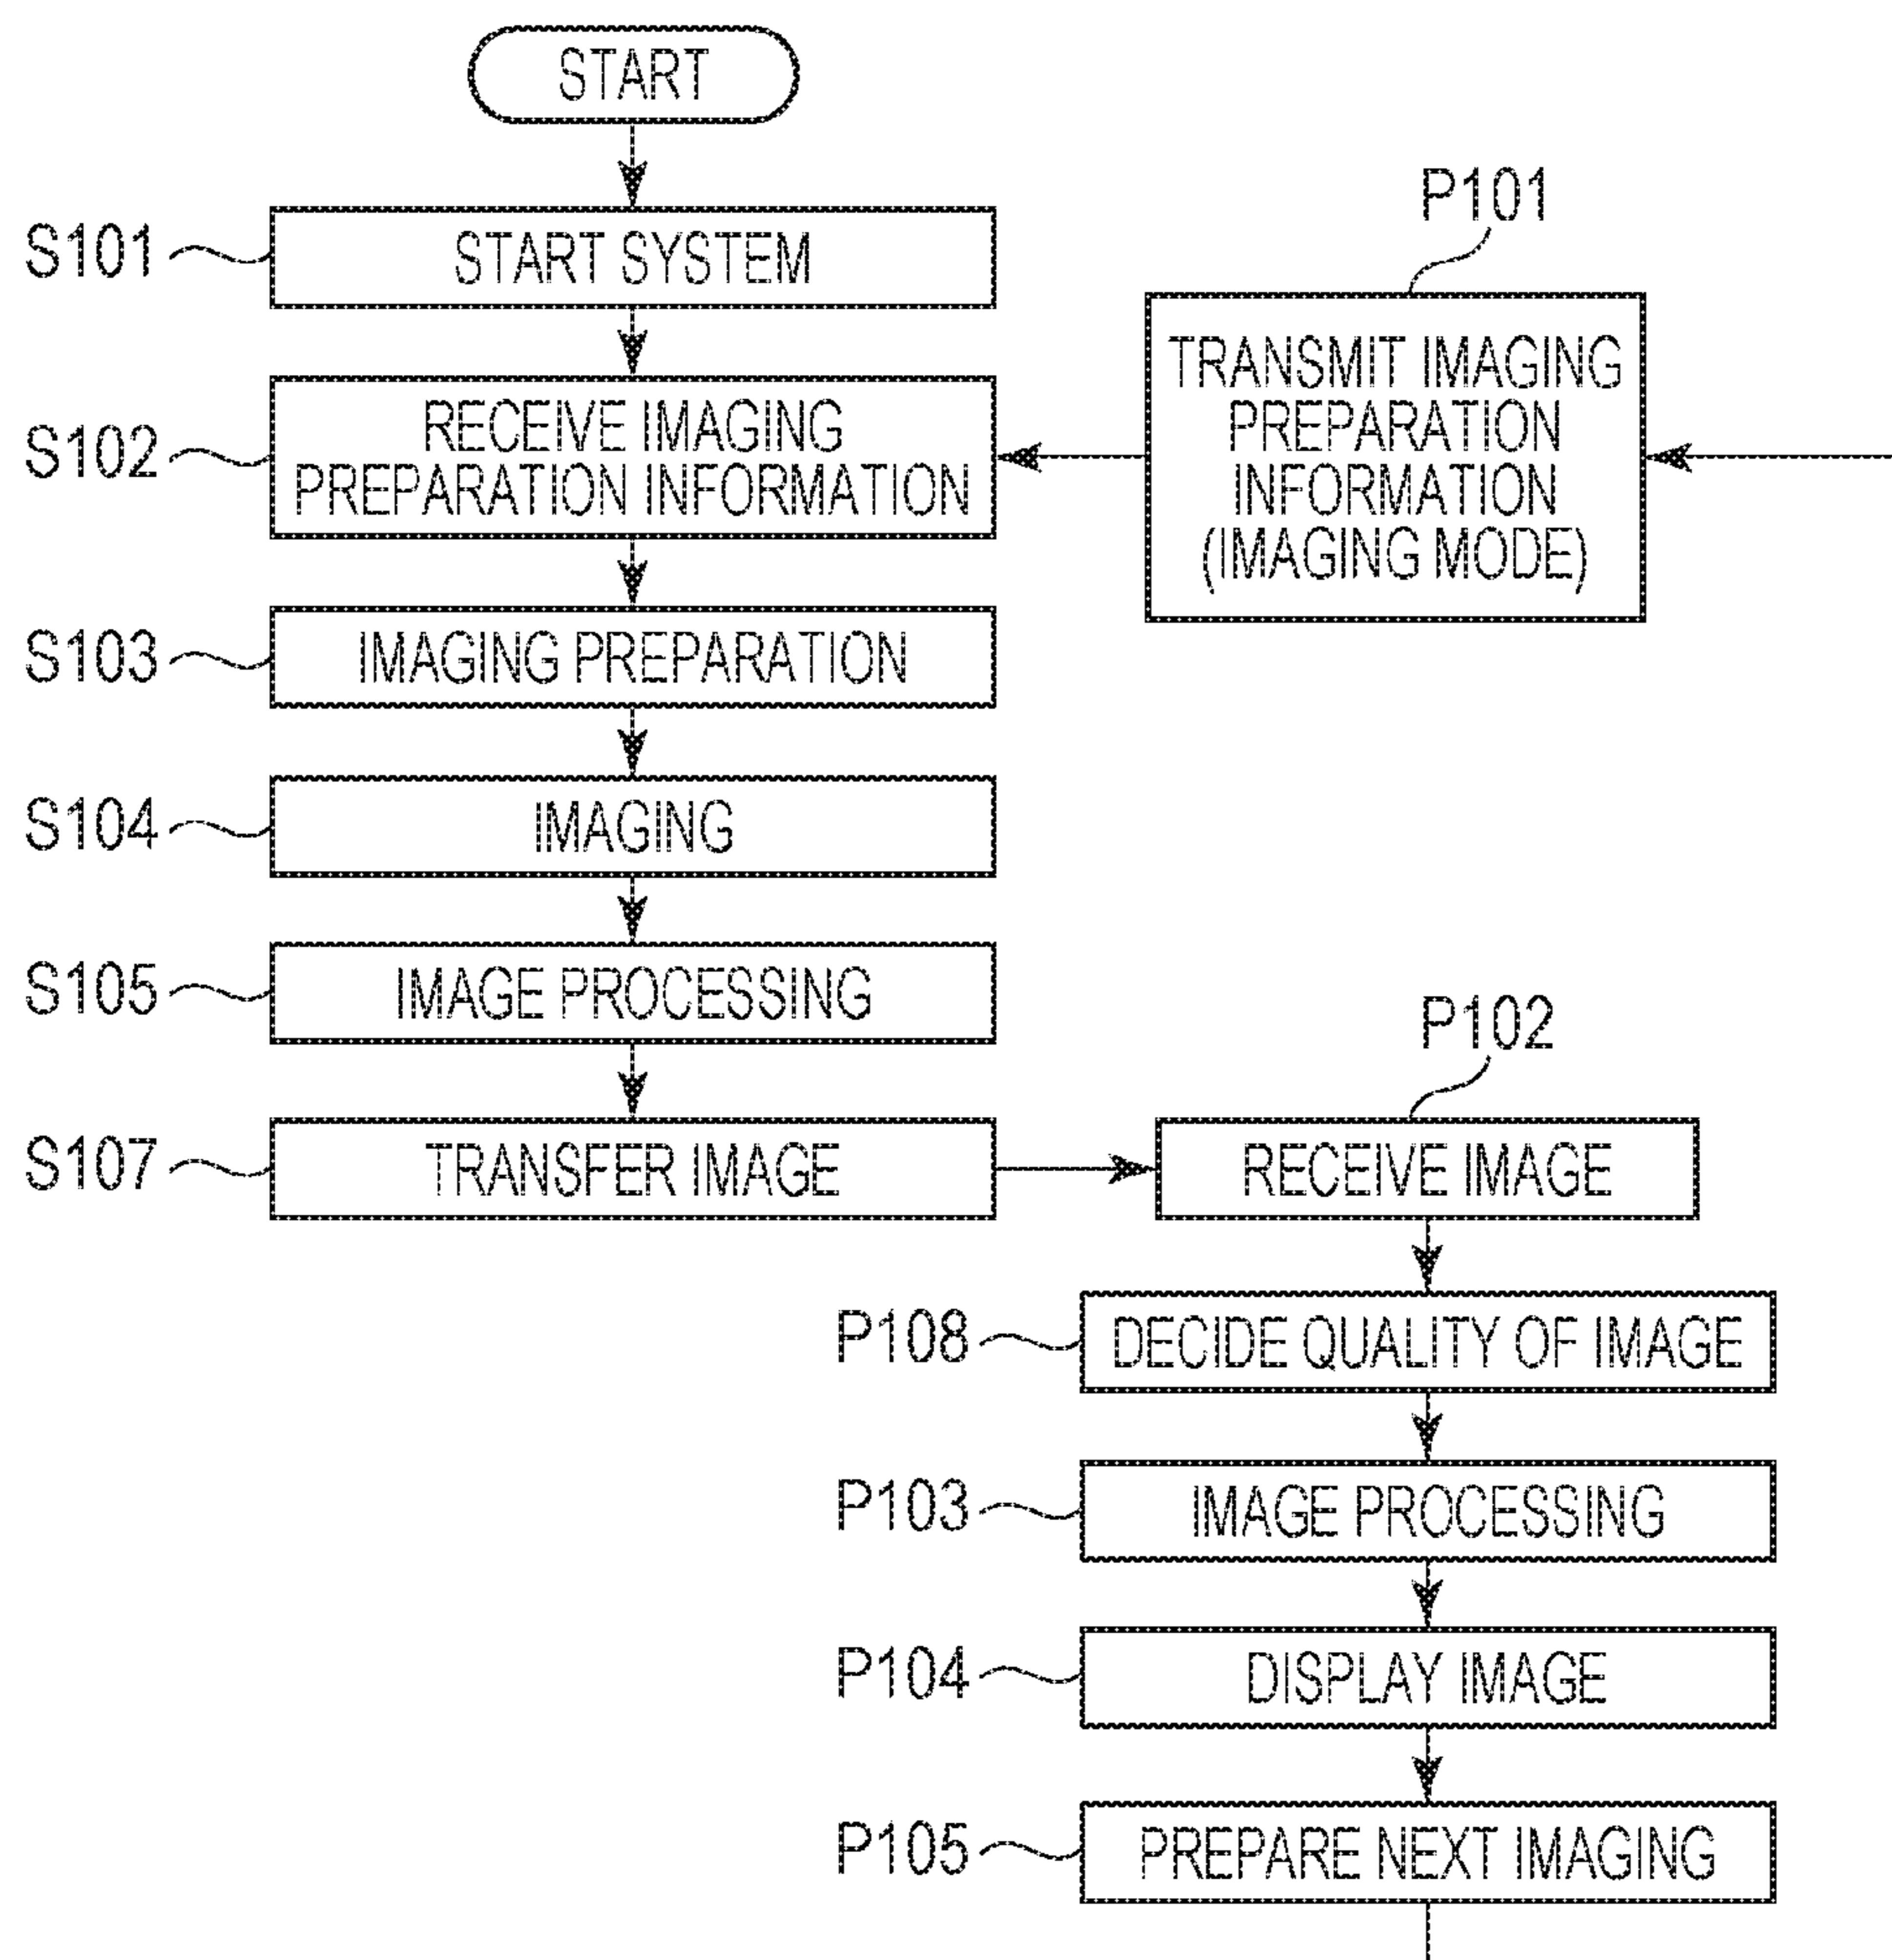 START
S101
START SYSTEM
P101
TRANSMIT IMAGING
PREPARATION
INFORMATION
(IMAGING MODE)
S102
RECEIVE IMAGING
PREPARATION INFORMATION
S103
IMAGING PREPARATION
S104
IMAGING
S105
IMAGE PROCESSING
S107
TRANSFER IMAGE
P102
RECEIVE IMAGE
P108
DECIDE QUALITY OF IMAGE
P103
IMAGE PROCESSING
P104
DISPLAY IMAGE
P105
PREPARE NEXT IMAGING